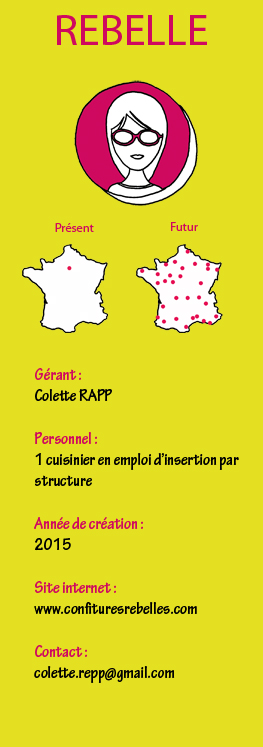 REBELLE
Présent
Futur
Gérant :
Colette RAPP
Personnel :
1 cuisinier en emploi d'insertion par
structure
Année de création :
2015
Site internet :
www.confituresrebelles.com
Contact :
colette.repp@gmail.com